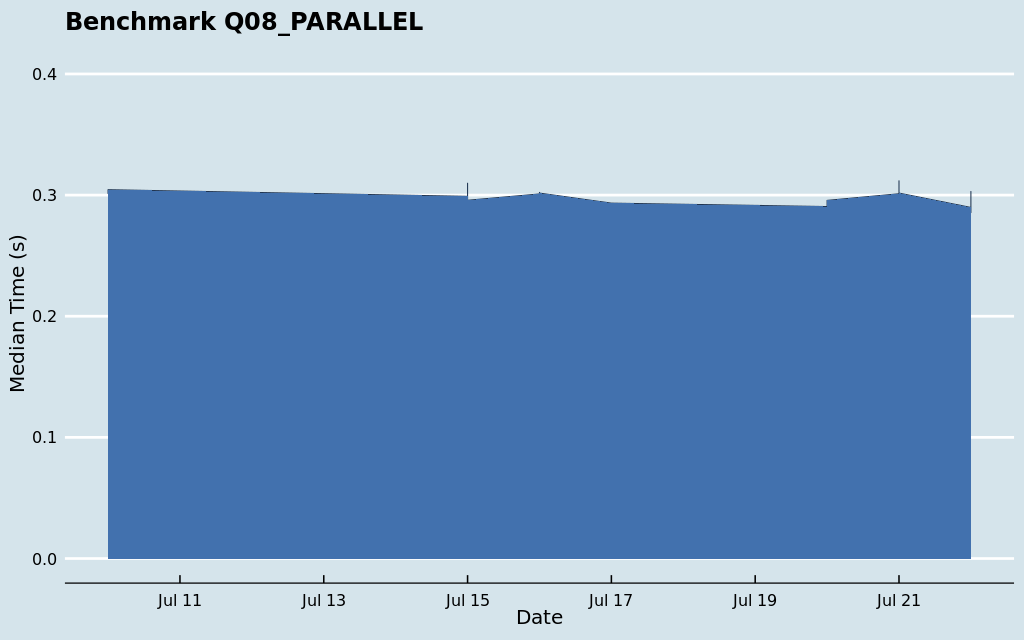 Benchmark Q08_PARALLEL
0.4
0.3
0.2
0.1
0.0
Median Time (s)
Jul 11
Jul 13
Jul 15
Jul 17
Jul 19
Jul 21
Date